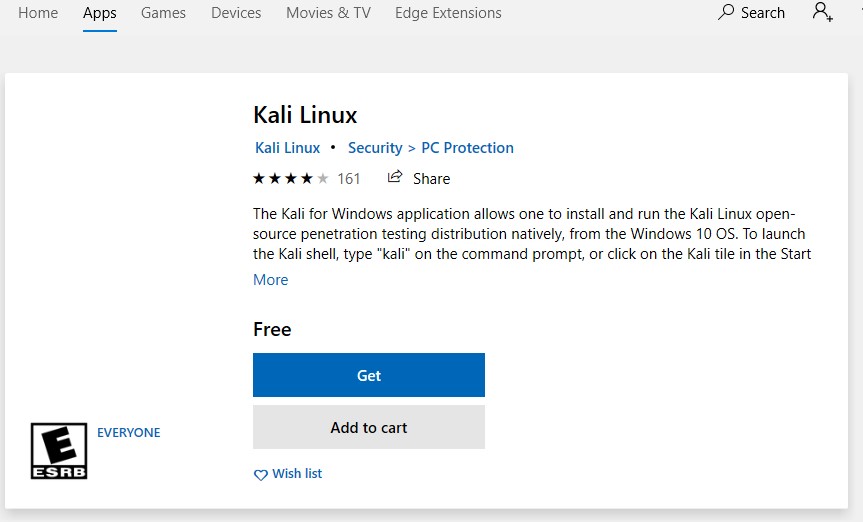 Home Apps Games Devices Movies & TV Edge Extensions Search
Kali Linux
Kali Linux • Security > PC Protection
161 Share
The Kali for Windows application allows one to install and run the Kali Linux open-
source penetration testing distribution natively, from the Windows 10 OS. To launch
the Kali shell, type "kali" on the command prompt, or click on the Kali tile in the Start
More
Free
Get
Add to cart
E
EVERYONE
ESRB
Wish list